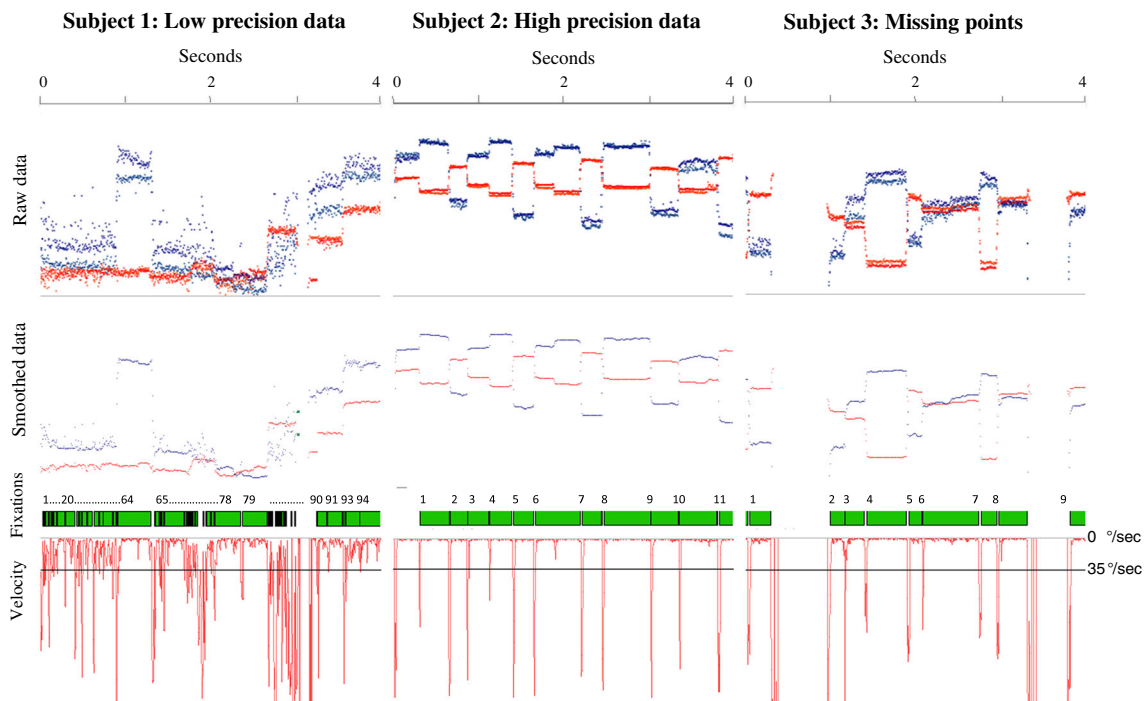 Subject 1: Low precision data
Subject 2: High precision data
Subject 3: Missing points
Seconds
Seconds
Seconds
0 2 4
0 2 4
0 2 4
Raw data
Smoothed data
Fixations
1....20..................64 65...............78 79 ........... 90 91 93 94
1 2 3 4 5 6 7 8 9 10 11
1 2 3 4 5 6 7 8 9
Velocity
0 °/sec
35 °/sec